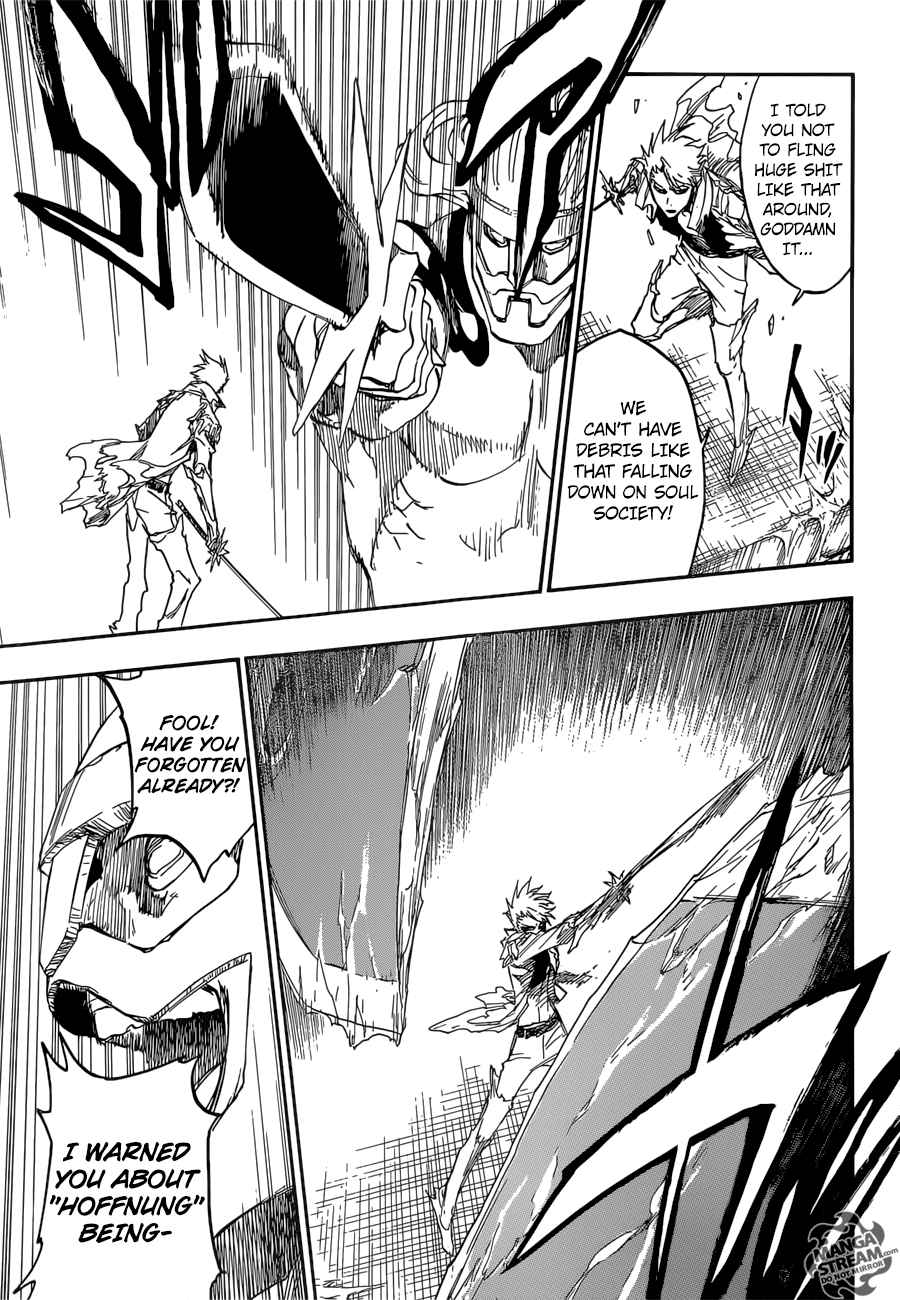 I TOLD
YOU NOT
TO FLING
HUGE SHIT
LIKE THAT
AROUND,
GODDAMN
IT...
WE
CAN'T HAVE
DEBRIS LIKE
THAT FALLING
DOWN ON SOUL
SOCIETY!
FOOL!
HAVE YOU
FORGOTTEN
ALREADY?!
I WARNED
YOU ABOUT
"HOFFNUNG"
BEING-
MANGA
STREAM.COM
DO NOT MIRROR